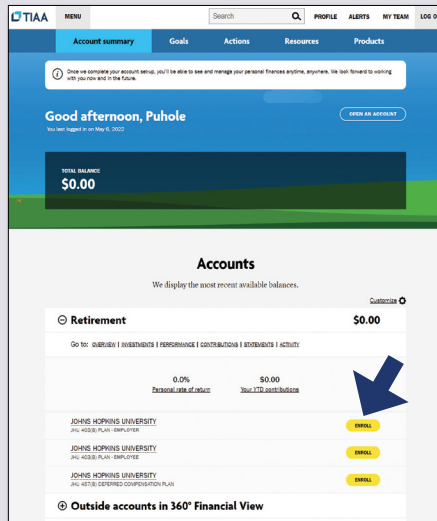 TIAA
MENU
Search
PROFILE ALERTS MY TEAM LOG O
Account summary Goals Actions Resources Products
Once we complete your account setup, you'll be able to see and manage your personal finances anytime, anywhere. We look forward to working
with you now and in the future.
Good afternoon, Puhole
You last logged in on May 6, 2022
OPEN AN ACCOUNT
TOTAL BALANCE
$0.00
Accounts
We display the most recent available balances.
Customize
Retirement $0.00
Go to: OVERVIEW | INVESTMENTS | PERFORMANCE | CONTRIBUTIONS | STATEMENTS | ACTIVITY
0.0% $0.00
Personal rate of return Your YTD contributions
JOHNS HOPKINS UNIVERSITY
JHU 403(B) PLAN - EMPLOYER
ENROLL
JOHNS HOPKINS UNIVERSITY
JHU 403(B) PLAN - EMPLOYEE
ENROLL
JOHNS HOPKINS UNIVERSITY
JHU 457(B) DEFERRED COMPENSATION PLAN
ENROLL
Outside accounts in 360° Financial View